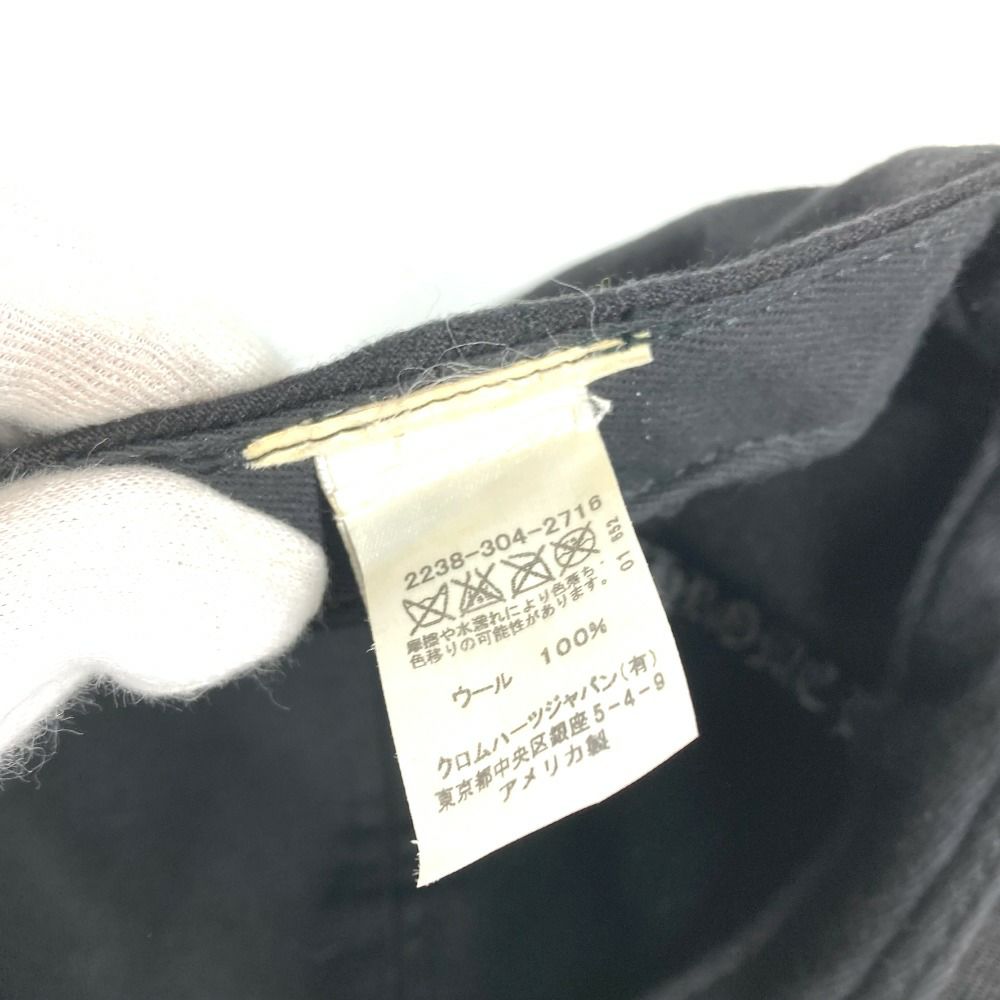 2238-304-2716
01 992
摩擦や水濡れにより色落ち・
色移りの可能性があります。
ウール 100%
クロムハーツジャパン(有)
東京都中央区銀座5-4-9
アメリカ製